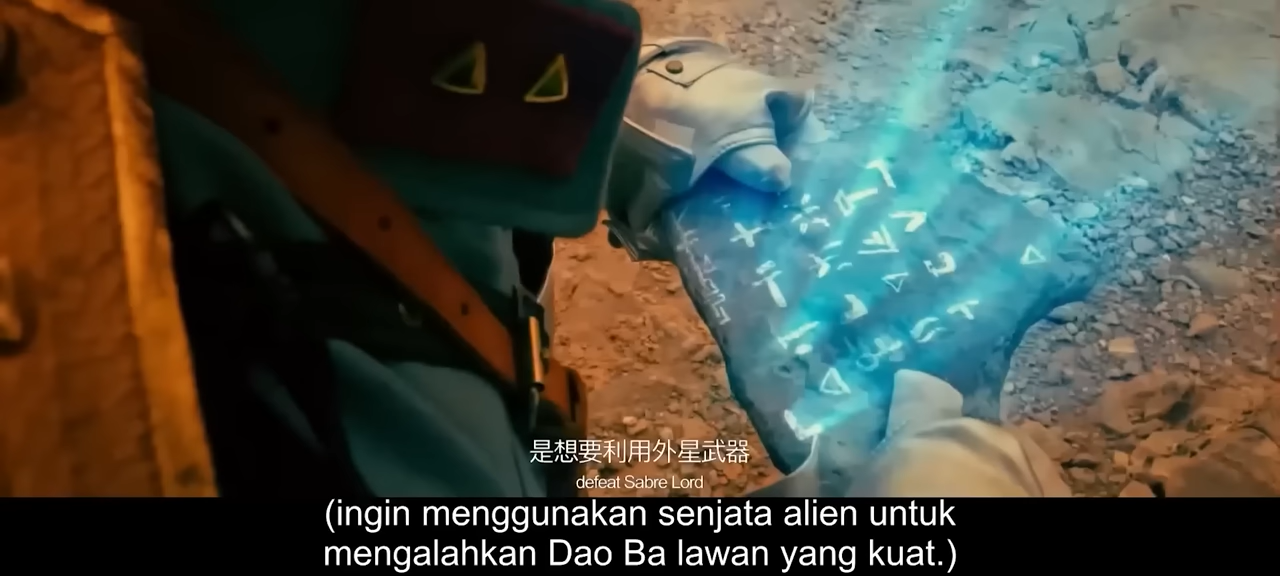 是想要利用外星武器
defeat Sabre Lord
(ingin menggunakan senjata alien untuk
mengalahkan Dao Ba lawan yang kuat.)